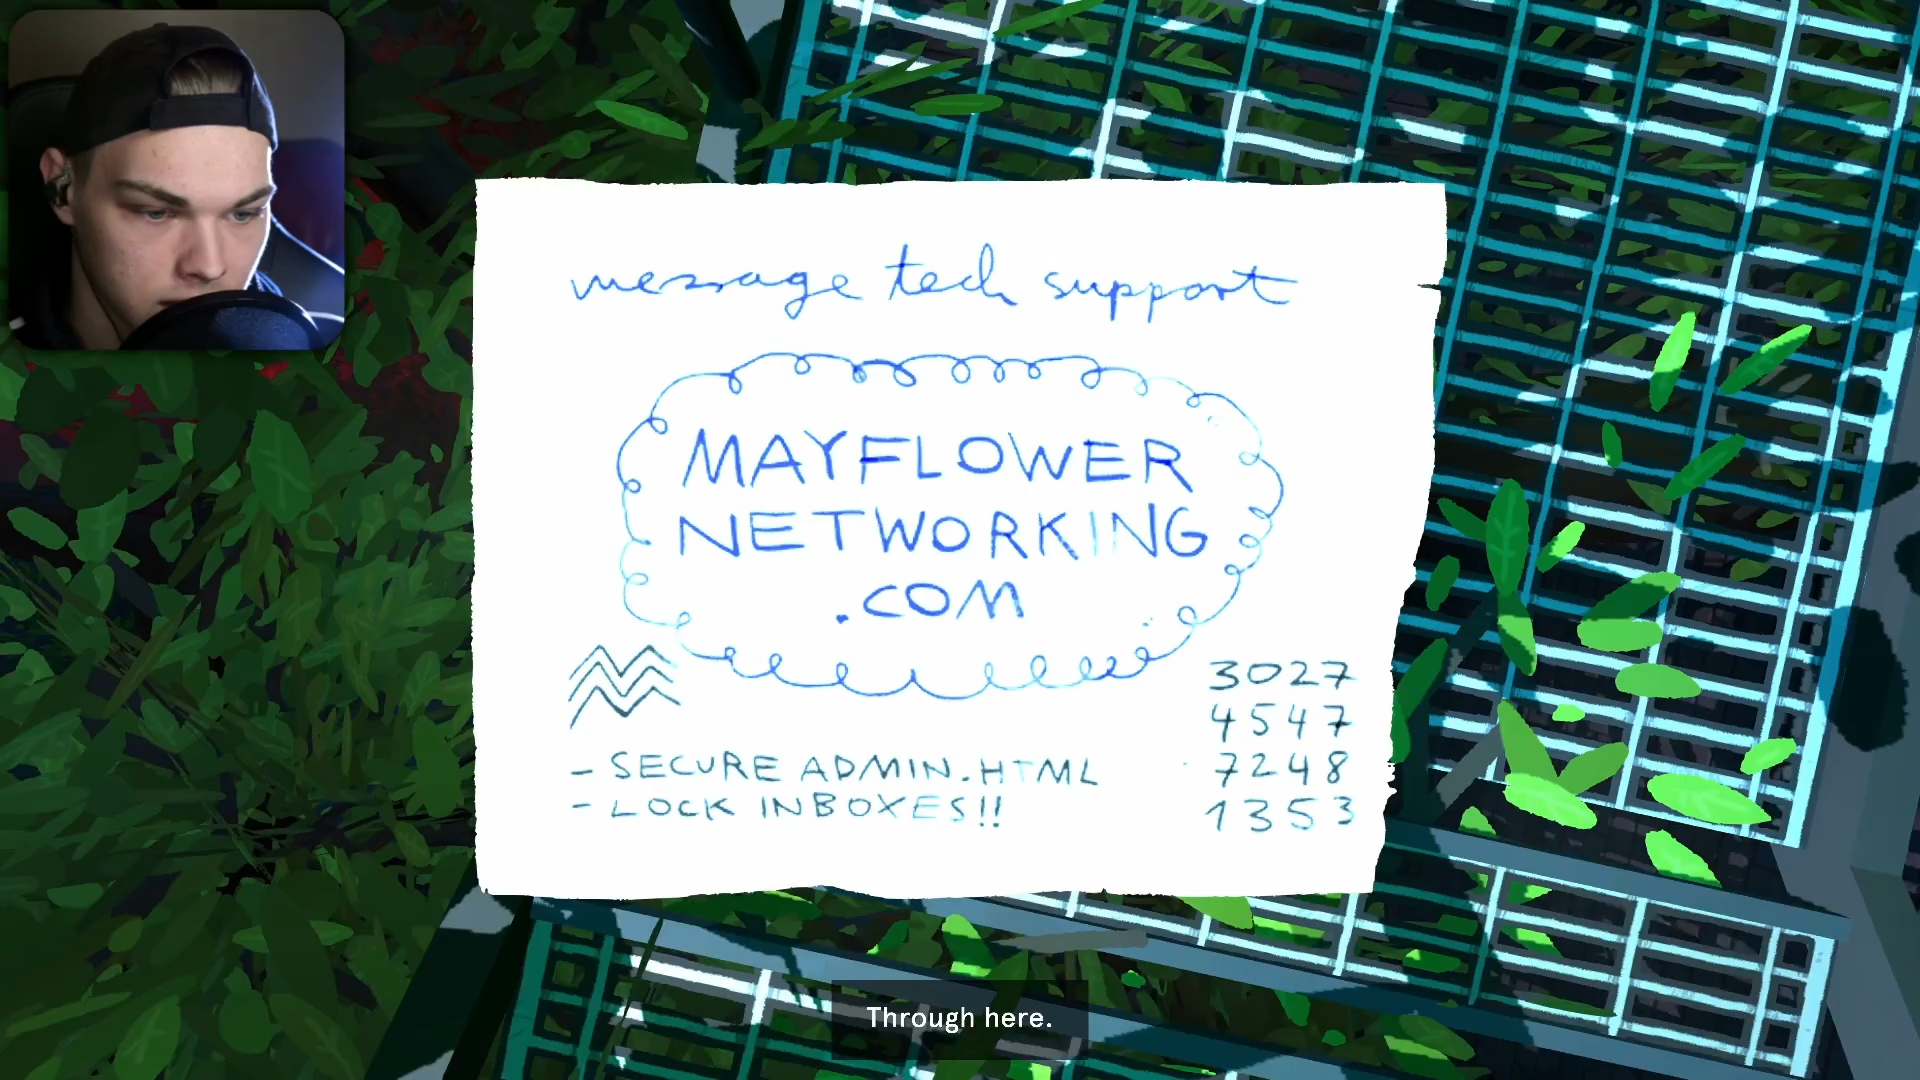 message tech support
MAYFLOWER
NETWORKING
.COM
3027
4547
7248
1353
- SECURE ADMIN.HTML
- LOCK INBOXES!!
Through here.